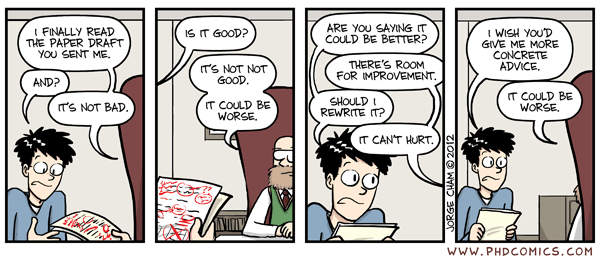 I FINALLY READ
THE PAPER DRAFT
YOU SENT ME.
AND?
IT'S NOT BAD.
IS IT GOOD?
IT'S NOT NOT
GOOD.
IT COULD BE
WORSE.
ARE YOU SAYING IT
COULD BE BETTER?
THERE'S ROOM
FOR IMPROVEMENT.
SHOULD I
REWRITE IT?
IT CAN'T HURT.
JORGE CHAM © 2012
I WISH YOU'D
GIVE ME MORE
CONCRETE
ADVICE.
IT COULD BE
WORSE.
WWW.PHDCOMICS.COM